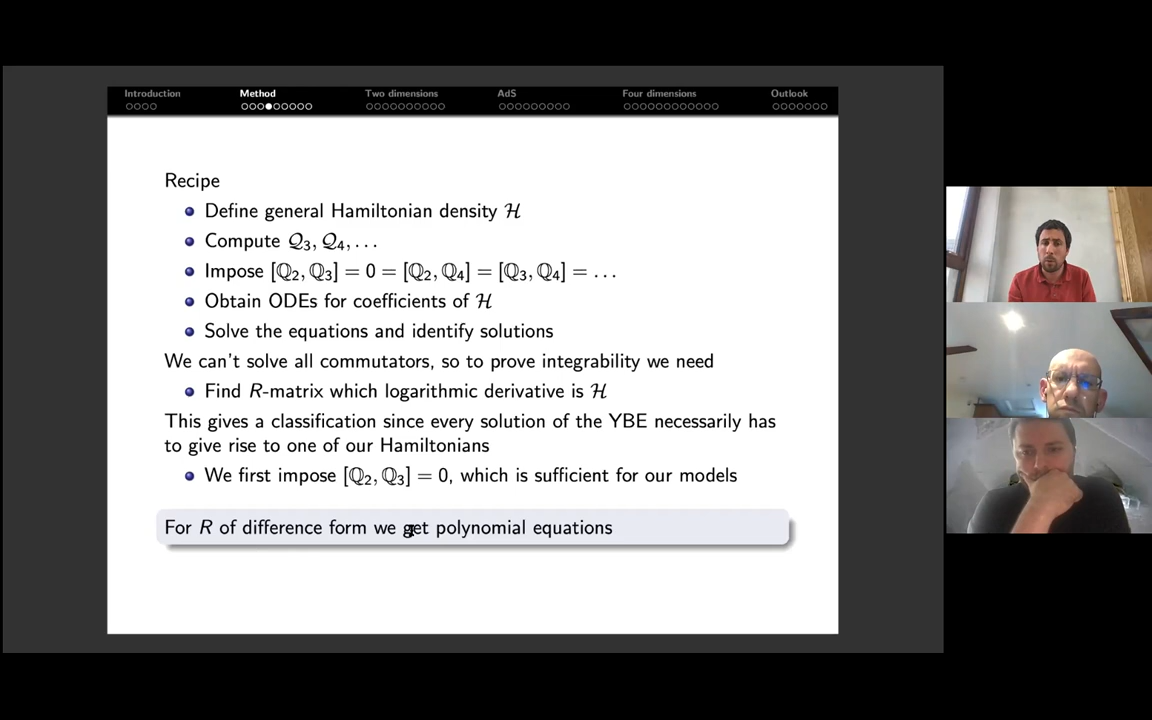 Introduction Method Two dimensions AdS Four dimensions Outlook
Recipe
Define general Hamiltonian density ℋ
Compute 𝒬₃, 𝒬₄, . . .
Impose [ℚ₂, ℚ₃] = 0 = [ℚ₂, ℚ₄] = [ℚ₃, ℚ₄] = . . .
Obtain ODEs for coefficients of ℋ
Solve the equations and identify solutions
We can't solve all commutators, so to prove integrability we need
Find R-matrix which logarithmic derivative is ℋ
This gives a classification since every solution of the YBE necessarily has
to give rise to one of our Hamiltonians
We first impose [ℚ₂, ℚ₃] = 0, which is sufficient for our models
For R of difference form we get polynomial equations